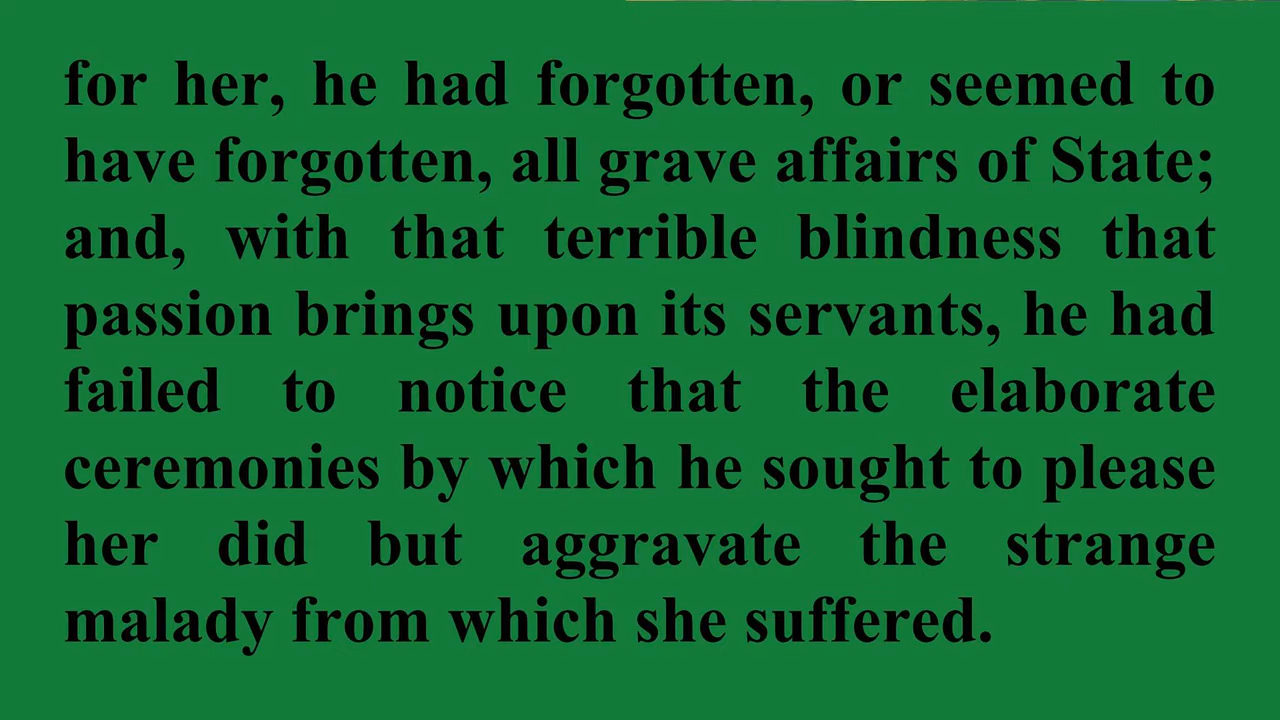 for her, he had forgotten, or seemed to
have forgotten, all grave affairs of State;
and, with that terrible blindness that
passion brings upon its servants, he had
failed to notice that the elaborate
ceremonies by which he sought to please
her did but aggravate the strange
malady from which she suffered.